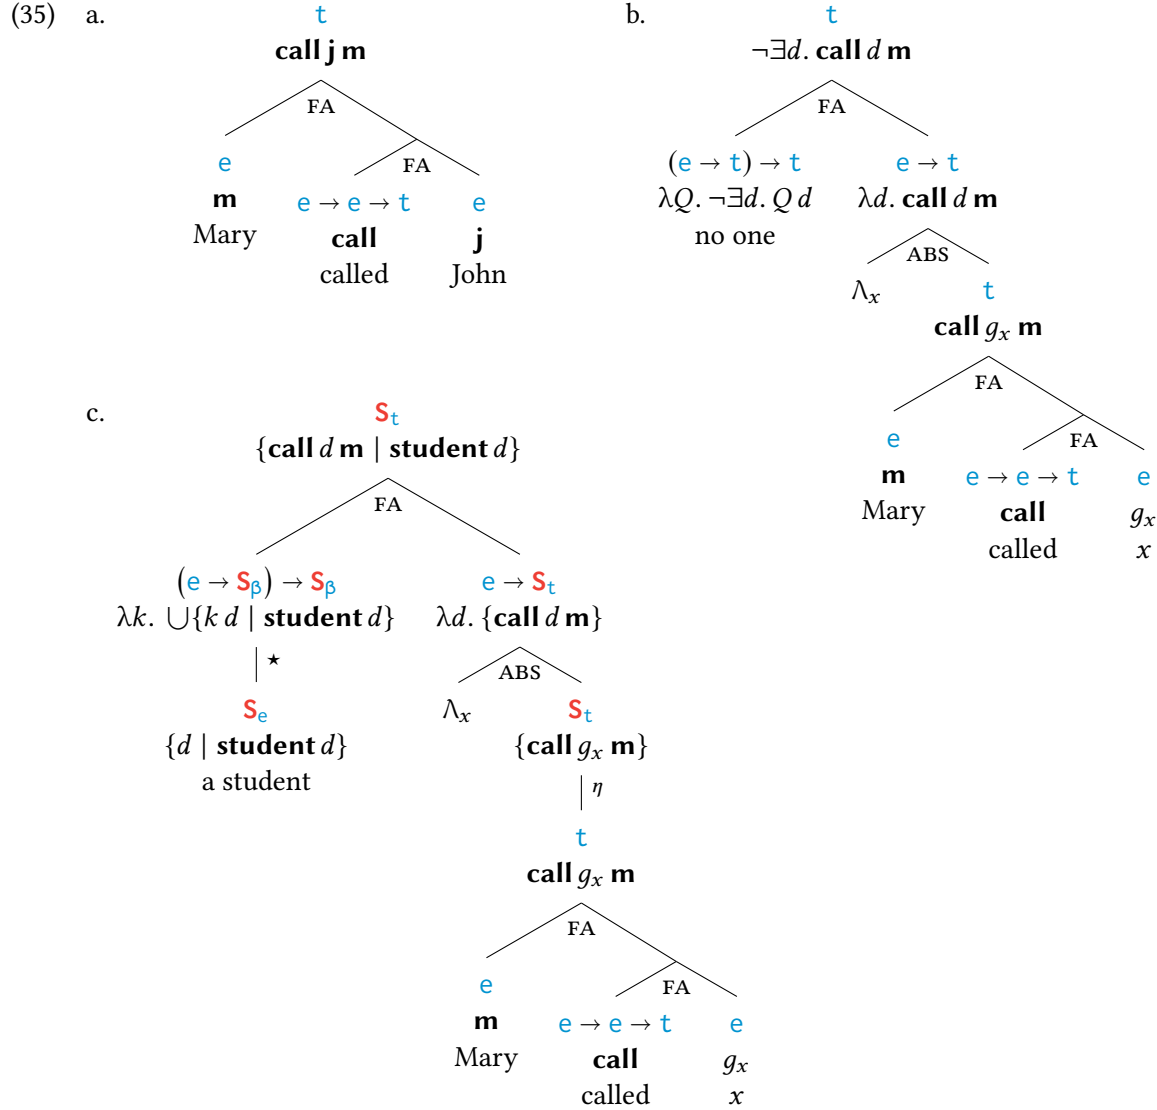 (35) a.
t
call j m
FA
e
m
Mary
FA
e → e → t
call
called
e
j
John
b.
t
¬∃d. call d m
FA
(e → t) → t
λQ. ¬∃d. Q d
no one
e → t
λd. call d m
ABS
Λx
t
call gx m
FA
e
m
Mary
FA
e → e → t
call
called
e
gx
x
c.
St
{call d m | student d}
FA
(e → Sβ) → Sβ
λk. ⋃{k d | student d}
⋆
Se
{d | student d}
a student
e → St
λd. {call d m}
ABS
Λx
St
{call gx m}
η
t
call gx m
FA
e
m
Mary
FA
e → e → t
call
called
e
gx
x